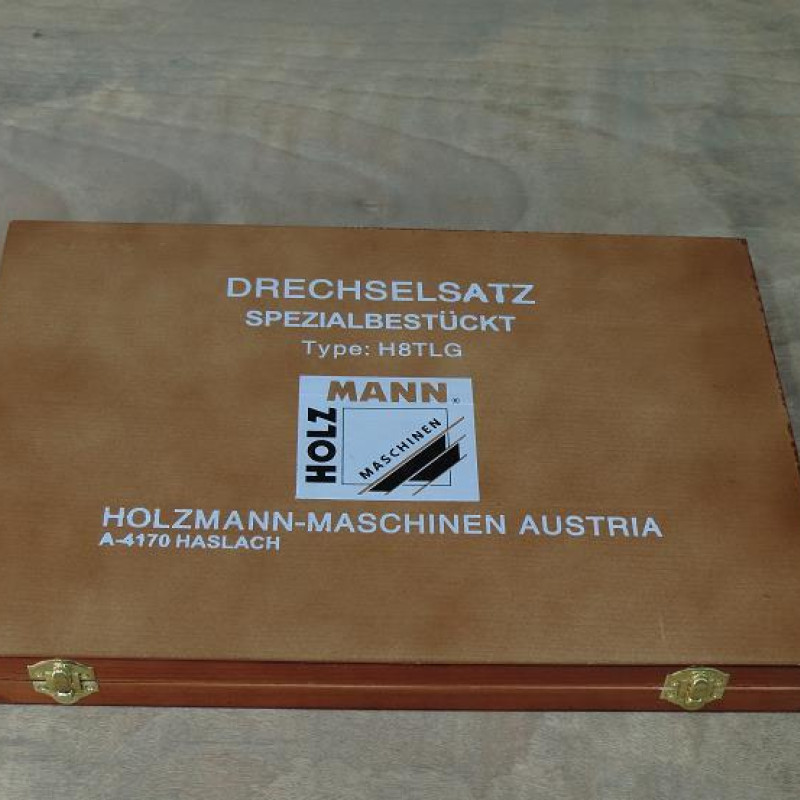 DRECHSELSATZ
SPEZIALBESTÜCKT
Type: H8TLG
MANN®
HOLZ
MASCHINEN
HOLZMANN-MASCHINEN AUSTRIA
A-4170 HASLACH